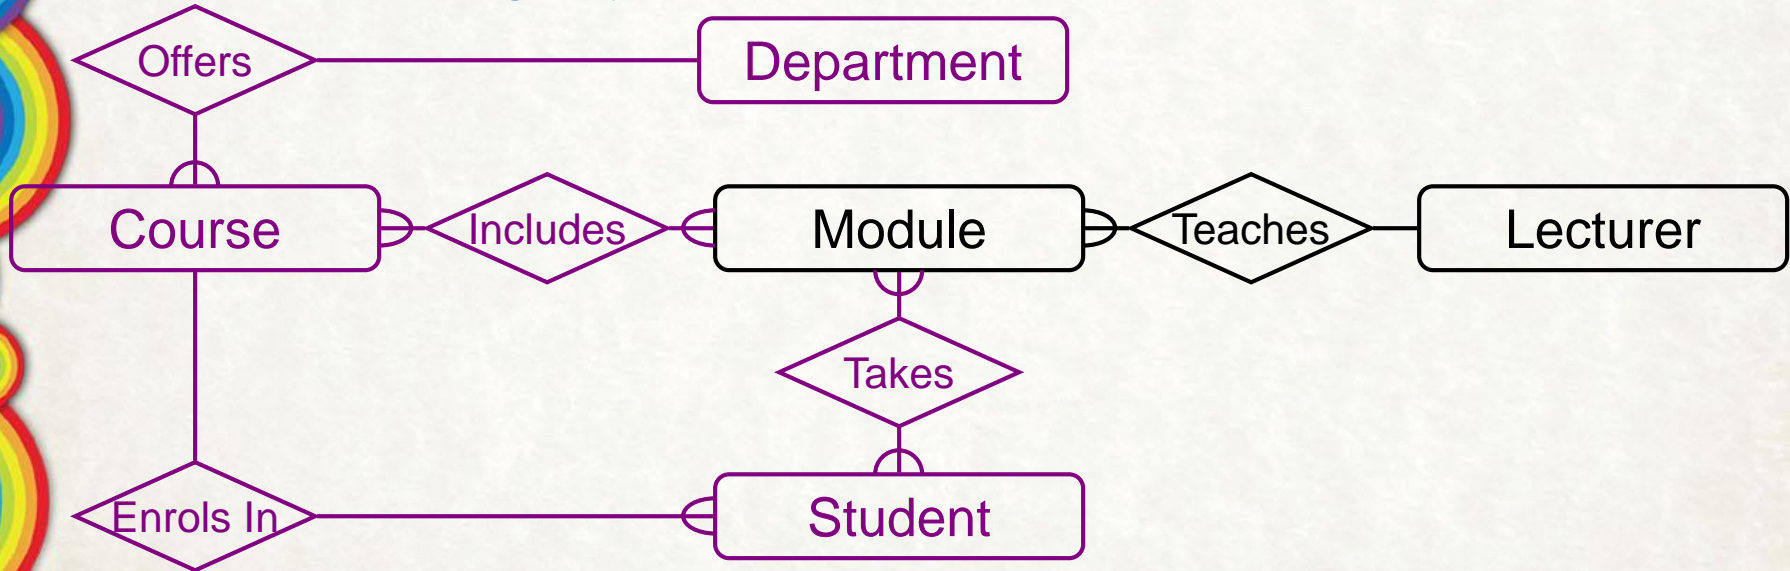 Offers
Department
Course
Includes
Module
Teaches
Lecturer
Takes
Enrols In
Student